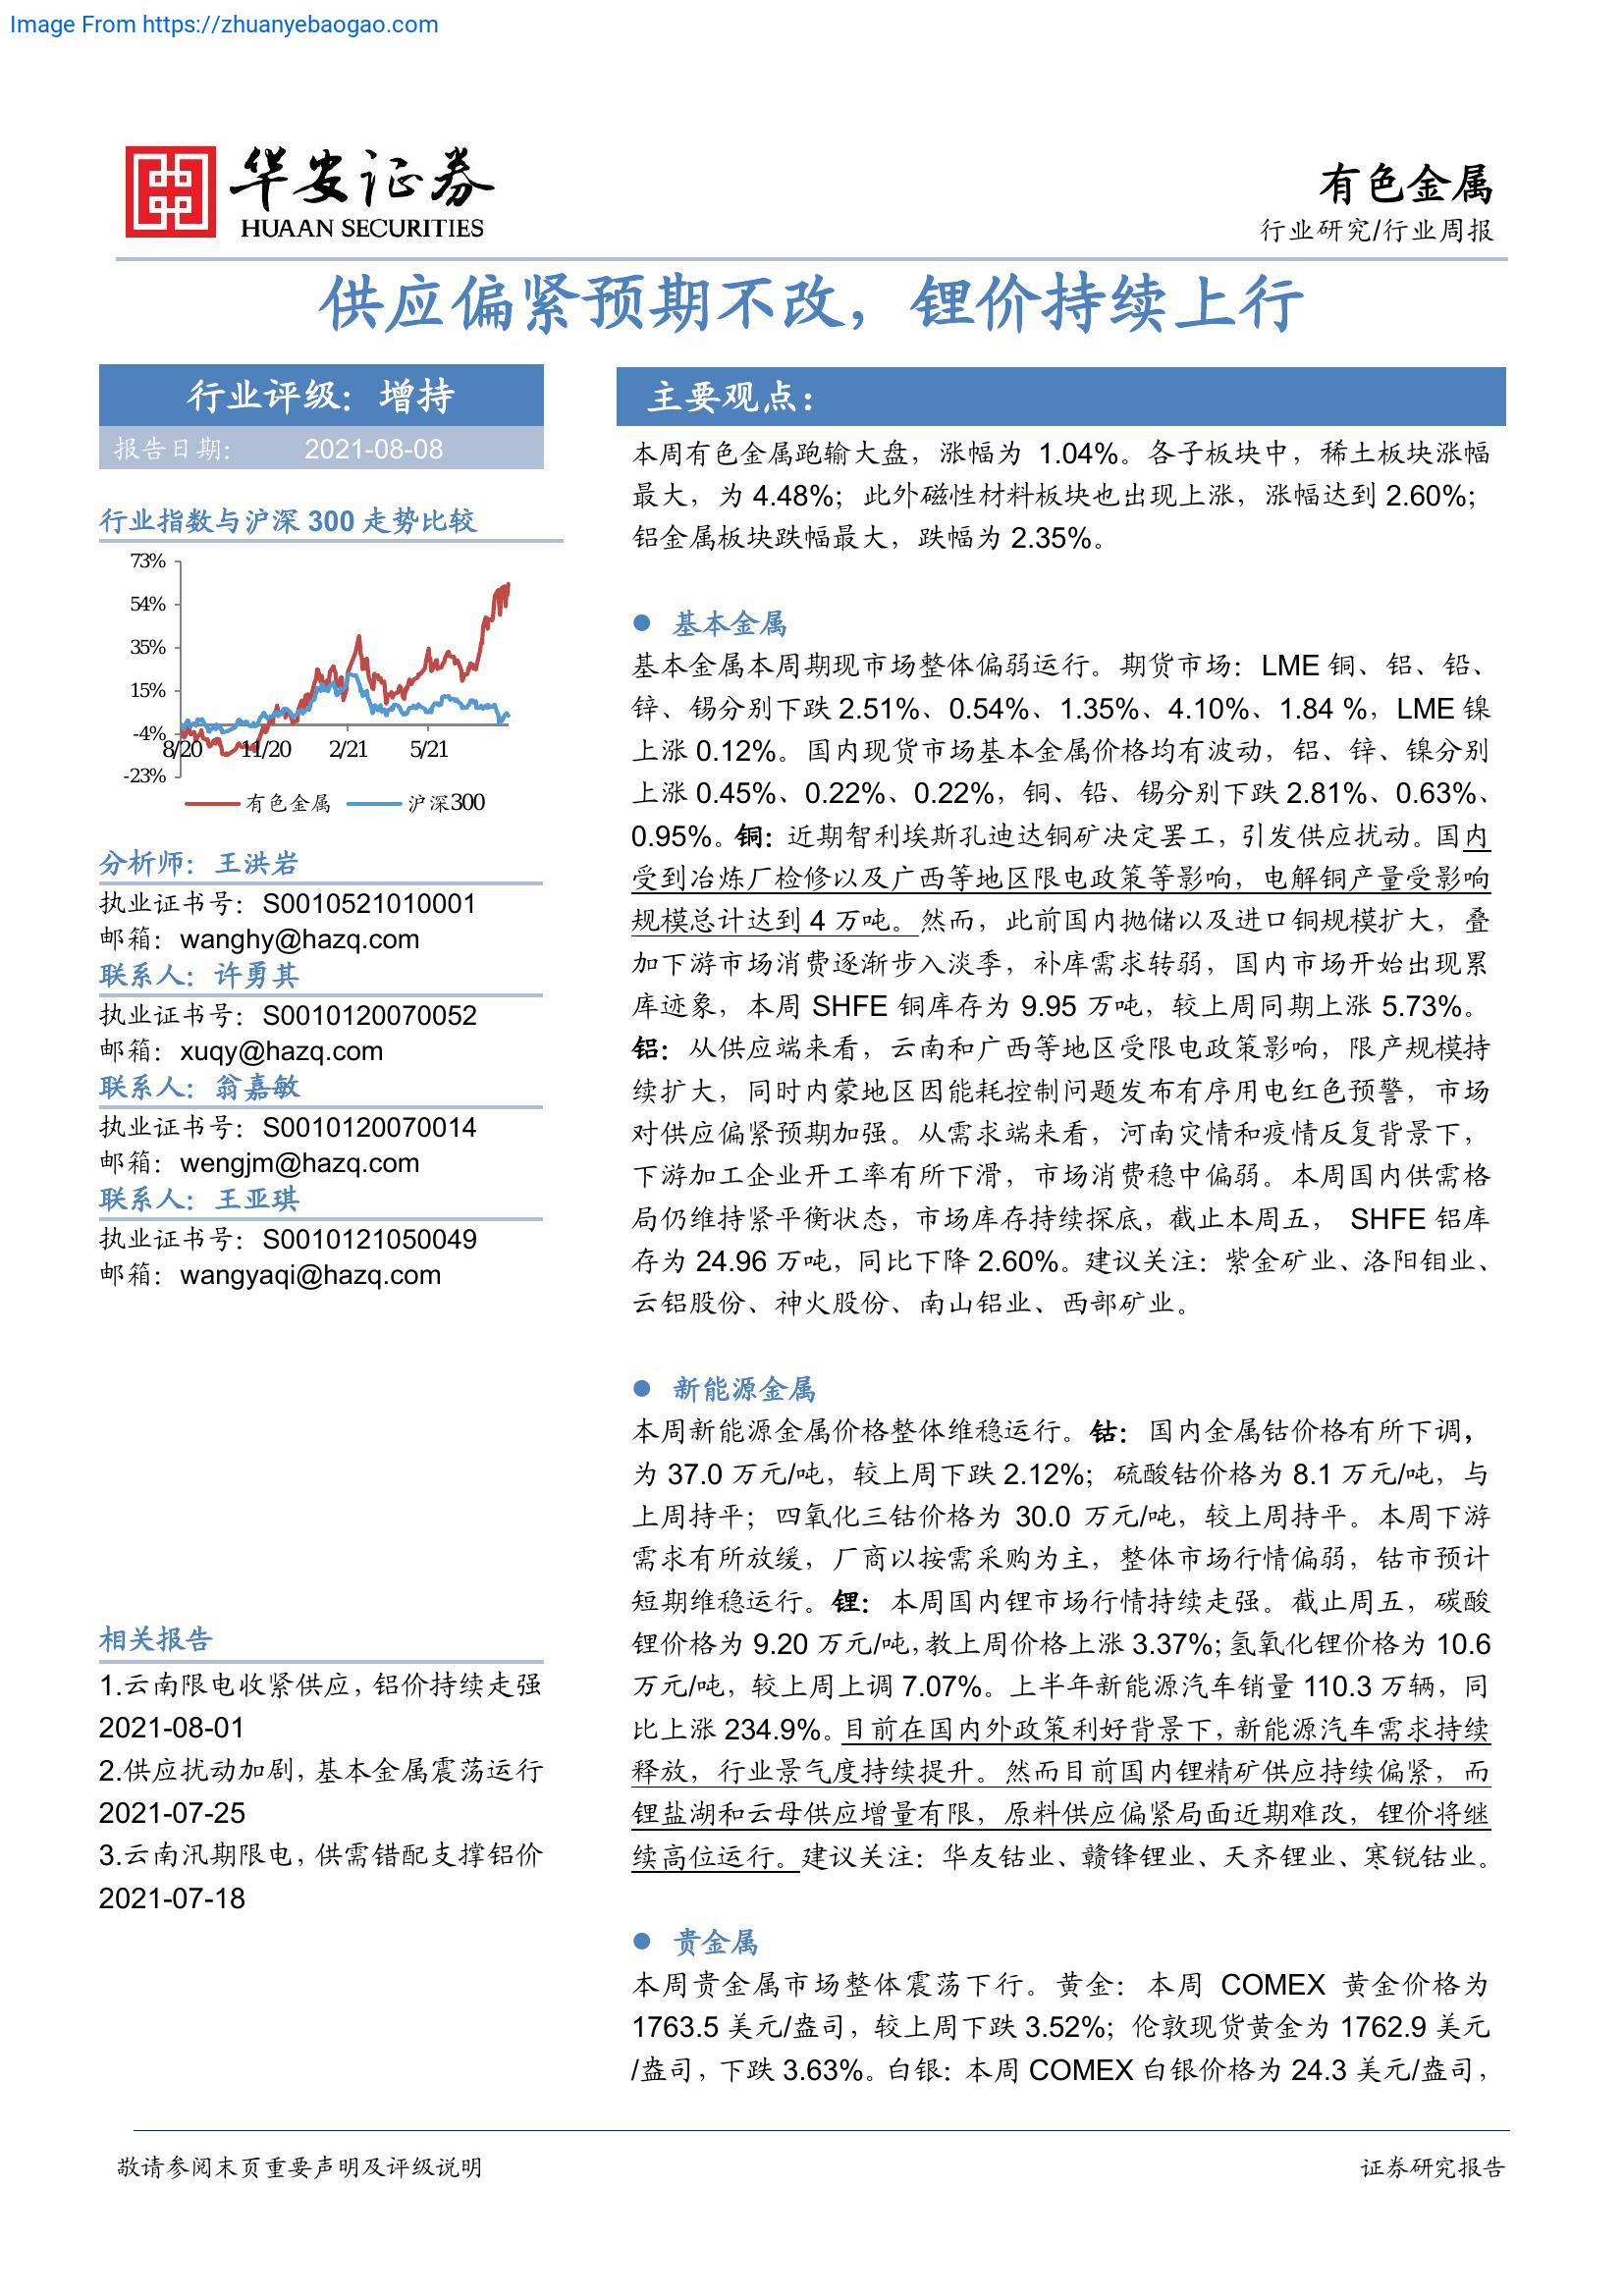 Image From https://zhuanyebaogao.com
华安证券
HUAAN SECURITIES
有色金属
行业研究/行业周报
供应偏紧预期不改，锂价持续上行
行业评级：增持
报告日期： 2021-08-08
行业指数与沪深 300 走势比较
73%
54%
35%
15%
-4%
-23%
8/20 11/20 2/21 5/21
有色金属 沪深300
分析师：王洪岩
执业证书号：S0010521010001
邮箱：wanghy@hazq.com
联系人：许勇其
执业证书号：S0010120070052
邮箱：xuqy@hazq.com
联系人：翁嘉敏
执业证书号：S0010120070014
邮箱：wengjm@hazq.com
联系人：王亚琪
执业证书号：S0010121050049
邮箱：wangyaqi@hazq.com
相关报告
1.云南限电收紧供应，铝价持续走强
2021-08-01
2.供应扰动加剧，基本金属震荡运行
2021-07-25
3.云南汛期限电，供需错配支撑铝价
2021-07-18
主要观点：
本周有色金属跑输大盘，涨幅为 1.04%。各子板块中，稀土板块涨幅
最大，为 4.48%；此外磁性材料板块也出现上涨，涨幅达到 2.60%；
铝金属板块跌幅最大，跌幅为 2.35%。
● 基本金属
基本金属本周期现市场整体偏弱运行。期货市场：LME 铜、铝、铅、
锌、锡分别下跌 2.51%、0.54%、1.35%、4.10%、1.84 %，LME 镍
上涨 0.12%。国内现货市场基本金属价格均有波动，铝、锌、镍分别
上涨 0.45%、0.22%、0.22%，铜、铅、锡分别下跌 2.81%、0.63%、
0.95%。铜：近期智利埃斯孔迪达铜矿决定罢工，引发供应扰动。国内
受到冶炼厂检修以及广西等地区限电政策等影响，电解铜产量受影响
规模总计达到 4 万吨。然而，此前国内抛储以及进口铜规模扩大，叠
加下游市场消费逐渐步入淡季，补库需求转弱，国内市场开始出现累
库迹象，本周 SHFE 铜库存为 9.95 万吨，较上周同期上涨 5.73%。
铝：从供应端来看，云南和广西等地区受限电政策影响，限产规模持
续扩大，同时内蒙地区因能耗控制问题发布有序用电红色预警，市场
对供应偏紧预期加强。从需求端来看，河南灾情和疫情反复背景下，
下游加工企业开工率有所下滑，市场消费稳中偏弱。本周国内供需格
局仍维持紧平衡状态，市场库存持续探底，截止本周五， SHFE 铝库
存为 24.96 万吨，同比下降 2.60%。建议关注：紫金矿业、洛阳钼业、
云铝股份、神火股份、南山铝业、西部矿业。
● 新能源金属
本周新能源金属价格整体维稳运行。钴：国内金属钴价格有所下调，
为 37.0 万元/吨，较上周下跌 2.12%；硫酸钴价格为 8.1 万元/吨，与
上周持平；四氧化三钴价格为 30.0 万元/吨，较上周持平。本周下游
需求有所放缓，厂商以按需采购为主，整体市场行情偏弱，钴市预计
短期维稳运行。锂：本周国内锂市场行情持续走强。截止周五，碳酸
锂价格为 9.20 万元/吨，教上周价格上涨 3.37%；氢氧化锂价格为 10.6
万元/吨，较上周上调 7.07%。上半年新能源汽车销量 110.3 万辆，同
比上涨 234.9%。目前在国内外政策利好背景下，新能源汽车需求持续
释放，行业景气度持续提升。然而目前国内锂精矿供应持续偏紧，而
锂盐湖和云母供应增量有限，原料供应偏紧局面近期难改，锂价将继
续高位运行。建议关注：华友钴业、赣锋锂业、天齐锂业、寒锐钴业。
● 贵金属
本周贵金属市场整体震荡下行。黄金：本周 COMEX 黄金价格为
1763.5 美元/盎司，较上周下跌 3.52%；伦敦现货黄金为 1762.9 美元
/盎司，下跌 3.63%。白银：本周 COMEX 白银价格为 24.3 美元/盎司，
敬请参阅末页重要声明及评级说明
证券研究报告